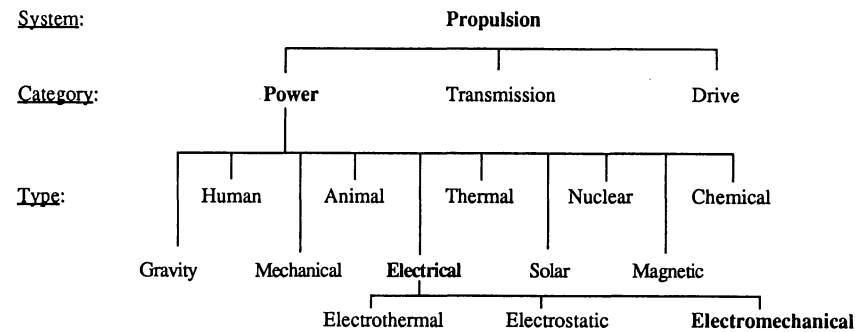 System: Propulsion
Category: Power Transmission Drive
Type: Human Animal Thermal Nuclear Chemical
Gravity Mechanical Electrical Solar Magnetic
Electrothermal Electrostatic Electromechanical